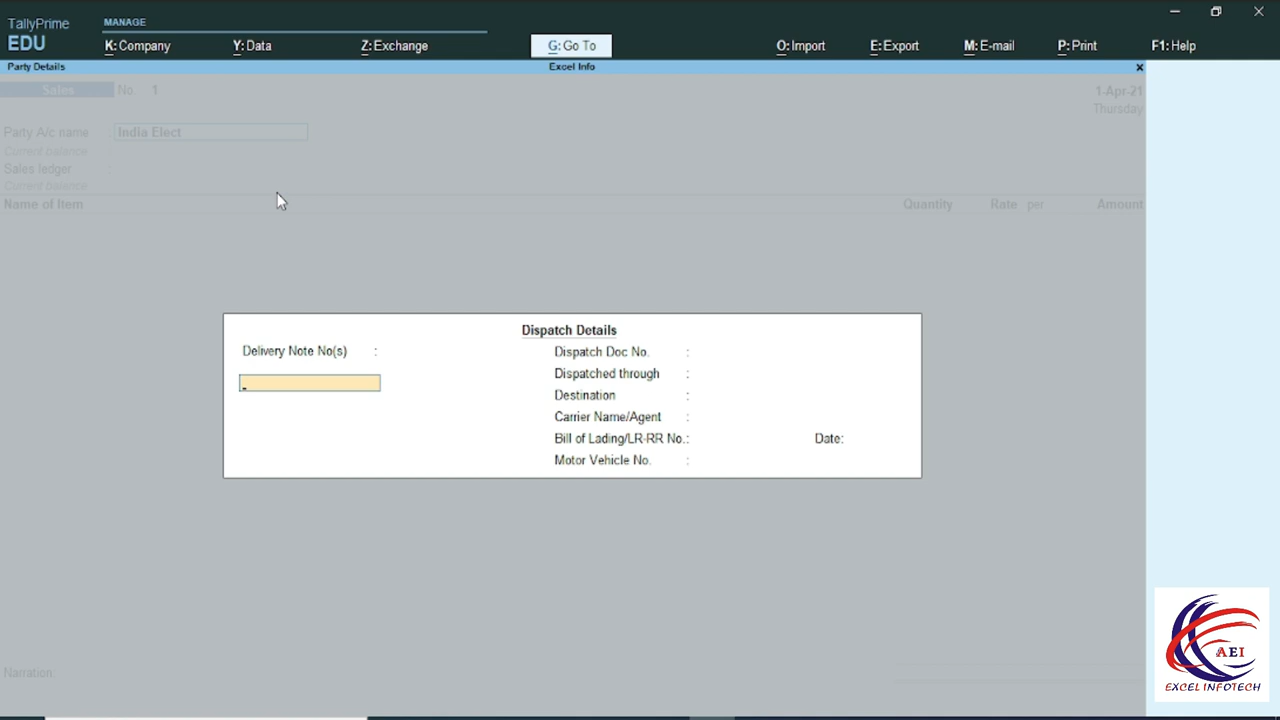 TallyPrime
EDU
MANAGE
K: Company
Y: Data
Z: Exchange
G: Go To
O: Import
E: Export
M: E-mail
P: Print
F1: Help
Party Details
Excel Info
Sales No. 1
1-Apr-21
Thursday
Party A/c name India Elect
Current balance
Sales ledger :
Current balance
Name of Item Quantity Rate per Amount
Dispatch Details
Delivery Note No(s) :
Dispatch Doc No. :
Dispatched through :
Destination :
Carrier Name/Agent :
Bill of Lading/LR-RR No.: Date:
Motor Vehicle No. :
Narration
AEI
EXCEL INFOTECH